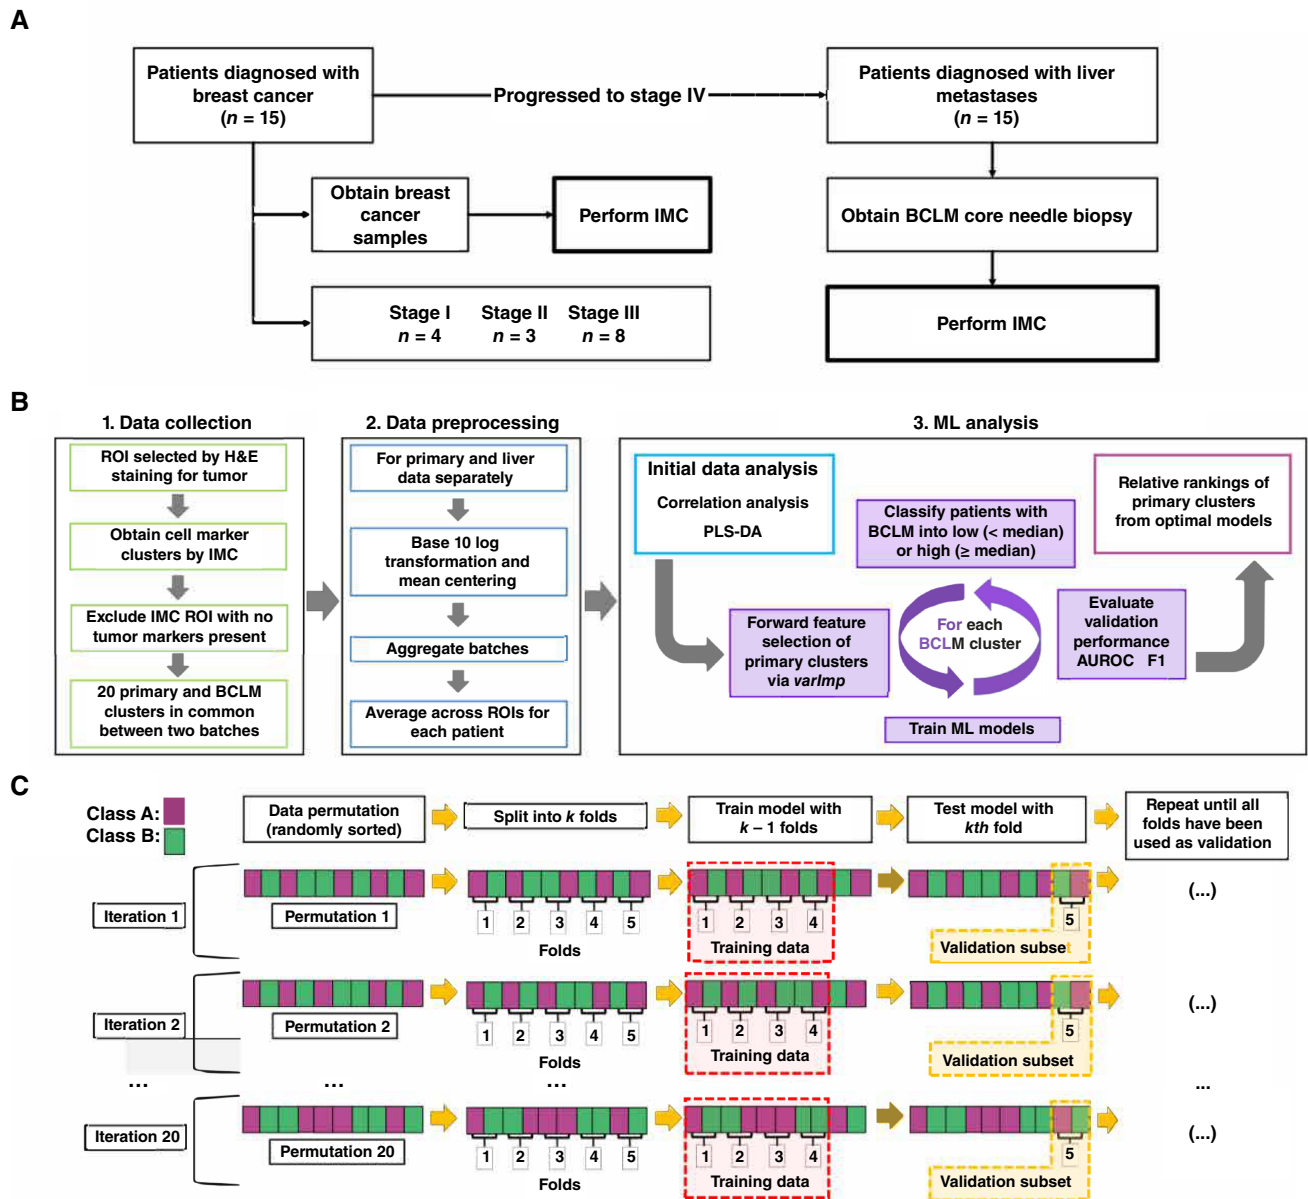 A
Patients diagnosed with
breast cancer
(n = 15)
Progressed to stage IV
Patients diagnosed with liver
metastases
(n = 15)
Obtain breast
cancer
samples
Perform IMC
Obtain BCLM core needle biopsy
Stage I Stage II Stage III
n = 4 n = 3 n = 8
Perform IMC
B
1. Data collection
ROI selected by H&E
staining for tumor
Obtain cell marker
clusters by IMC
Exclude IMC ROI with no
tumor markers present
20 primary and BCLM
clusters in common
between two batches
2. Data preprocessing
For primary and liver
data separately
Base 10 log
transformation and
mean centering
Aggregate batches
Average across ROIs for
each patient
3. ML analysis
Initial data analysis
Correlation analysis
PLS-DA
Classify patients with
BCLM into low (< median)
or high (≥ median)
Relative rankings of
primary clusters
from optimal models
Forward feature
selection of
primary clusters
via varImp
For each
BCLM cluster
Evaluate
validation
performance
AUROC F1
Train ML models
C
Class A:
Class B:
Data permutation
(randomly sorted)
Split into k folds
Train model with
k – 1 folds
Test model with
kth fold
Repeat until all
folds have been
used as validation
Iteration 1
Permutation 1
1 2 3 4 5
Folds
1 2 3 4
Training data
5
Validation subset
(...)
Iteration 2
Permutation 2
1 2 3 4 5
Folds
1 2 3 4
Training data
5
Validation subset
(...)
... ... ... ...
Iteration 20
Permutation 20
1 2 3 4 5
Folds
1 2 3 4
Training data
5
Validation subset
(...)